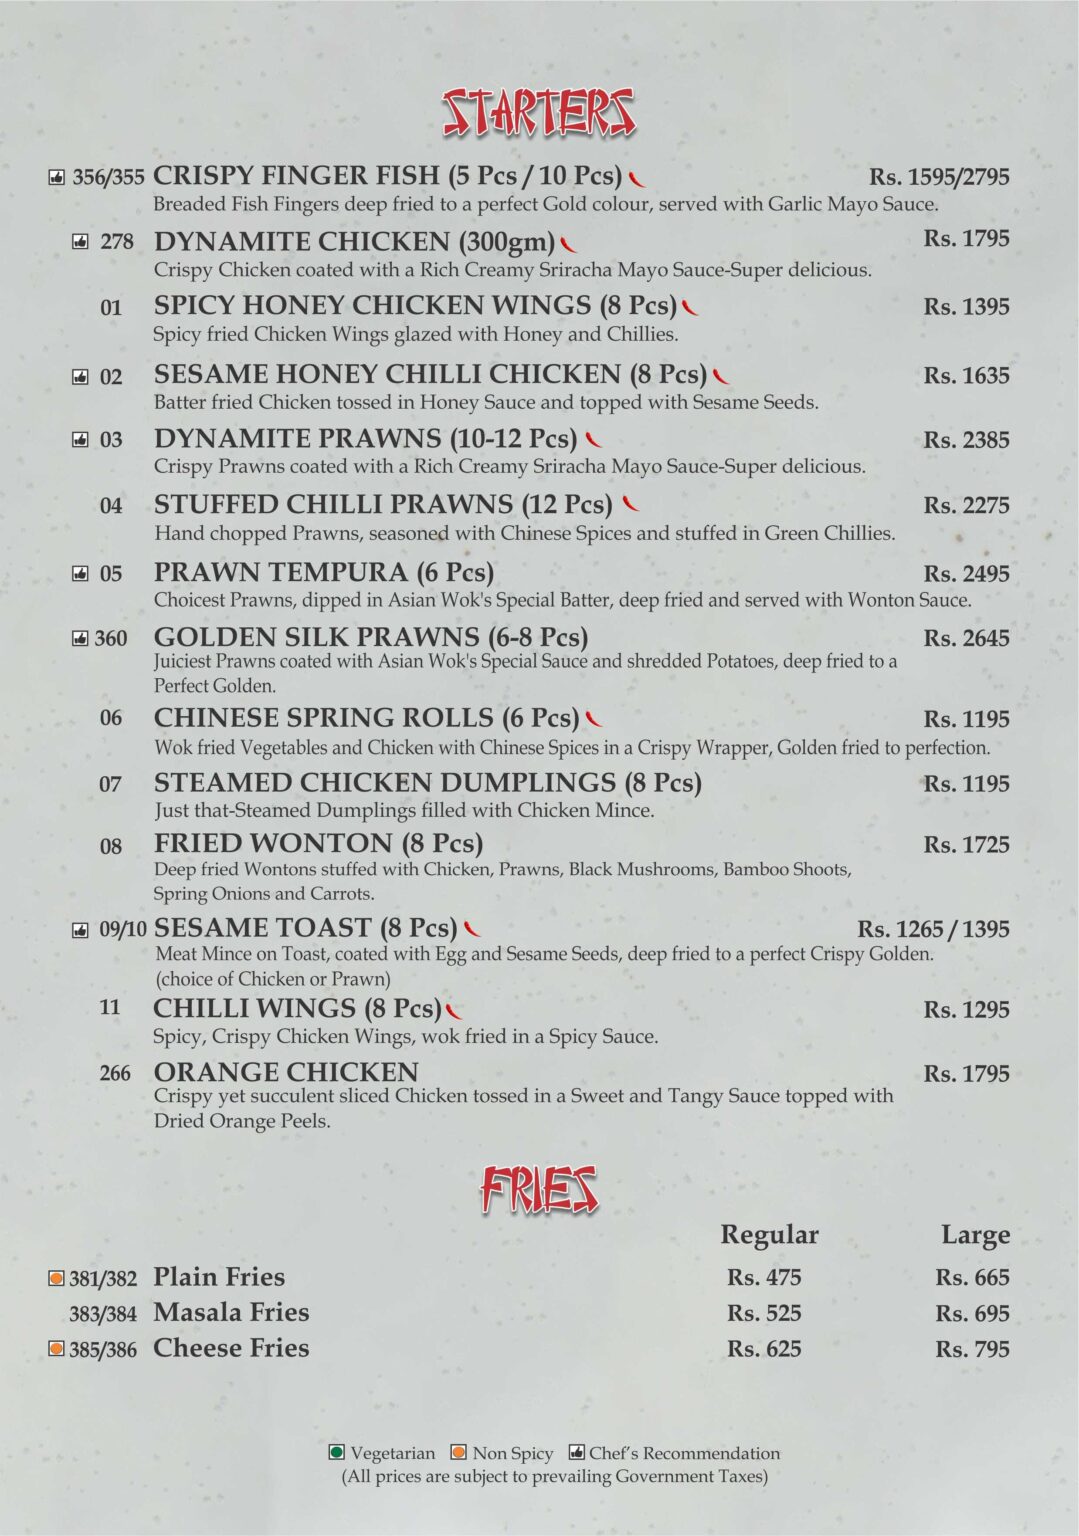 STARTERS
356/355 CRISPY FINGER FISH (5 Pcs / 10 Pcs) Rs. 1595/2795
Breaded Fish Fingers deep fried to a perfect Gold colour, served with Garlic Mayo Sauce.
278 DYNAMITE CHICKEN (300gm) Rs. 1795
Crispy Chicken coated with a Rich Creamy Sriracha Mayo Sauce-Super delicious.
01 SPICY HONEY CHICKEN WINGS (8 Pcs) Rs. 1395
Spicy fried Chicken Wings glazed with Honey and Chillies.
02 SESAME HONEY CHILLI CHICKEN (8 Pcs) Rs. 1635
Batter fried Chicken tossed in Honey Sauce and topped with Sesame Seeds.
03 DYNAMITE PRAWNS (10-12 Pcs) Rs. 2385
Crispy Prawns coated with a Rich Creamy Sriracha Mayo Sauce-Super delicious.
04 STUFFED CHILLI PRAWNS (12 Pcs) Rs. 2275
Hand chopped Prawns, seasoned with Chinese Spices and stuffed in Green Chillies.
05 PRAWN TEMPURA (6 Pcs) Rs. 2495
Choicest Prawns, dipped in Asian Wok's Special Batter, deep fried and served with Wonton Sauce.
360 GOLDEN SILK PRAWNS (6-8 Pcs) Rs. 2645
Juiciest Prawns coated with Asian Wok's Special Sauce and shredded Potatoes, deep fried to a
Perfect Golden.
06 CHINESE SPRING ROLLS (6 Pcs) Rs. 1195
Wok fried Vegetables and Chicken with Chinese Spices in a Crispy Wrapper, Golden fried to perfection.
07 STEAMED CHICKEN DUMPLINGS (8 Pcs) Rs. 1195
Just that-Steamed Dumplings filled with Chicken Mince.
08 FRIED WONTON (8 Pcs) Rs. 1725
Deep fried Wontons stuffed with Chicken, Prawns, Black Mushrooms, Bamboo Shoots,
Spring Onions and Carrots.
09/10 SESAME TOAST (8 Pcs) Rs. 1265 / 1395
Meat Mince on Toast, coated with Egg and Sesame Seeds, deep fried to a perfect Crispy Golden.
(choice of Chicken or Prawn)
11 CHILLI WINGS (8 Pcs) Rs. 1295
Spicy, Crispy Chicken Wings, wok fried in a Spicy Sauce.
266 ORANGE CHICKEN Rs. 1795
Crispy yet succulent sliced Chicken tossed in a Sweet and Tangy Sauce topped with
Dried Orange Peels.
FRIES
Regular Large
381/382 Plain Fries Rs. 475 Rs. 665
383/384 Masala Fries Rs. 525 Rs. 695
385/386 Cheese Fries Rs. 625 Rs. 795
Vegetarian Non Spicy Chef's Recommendation
(All prices are subject to prevailing Government Taxes)